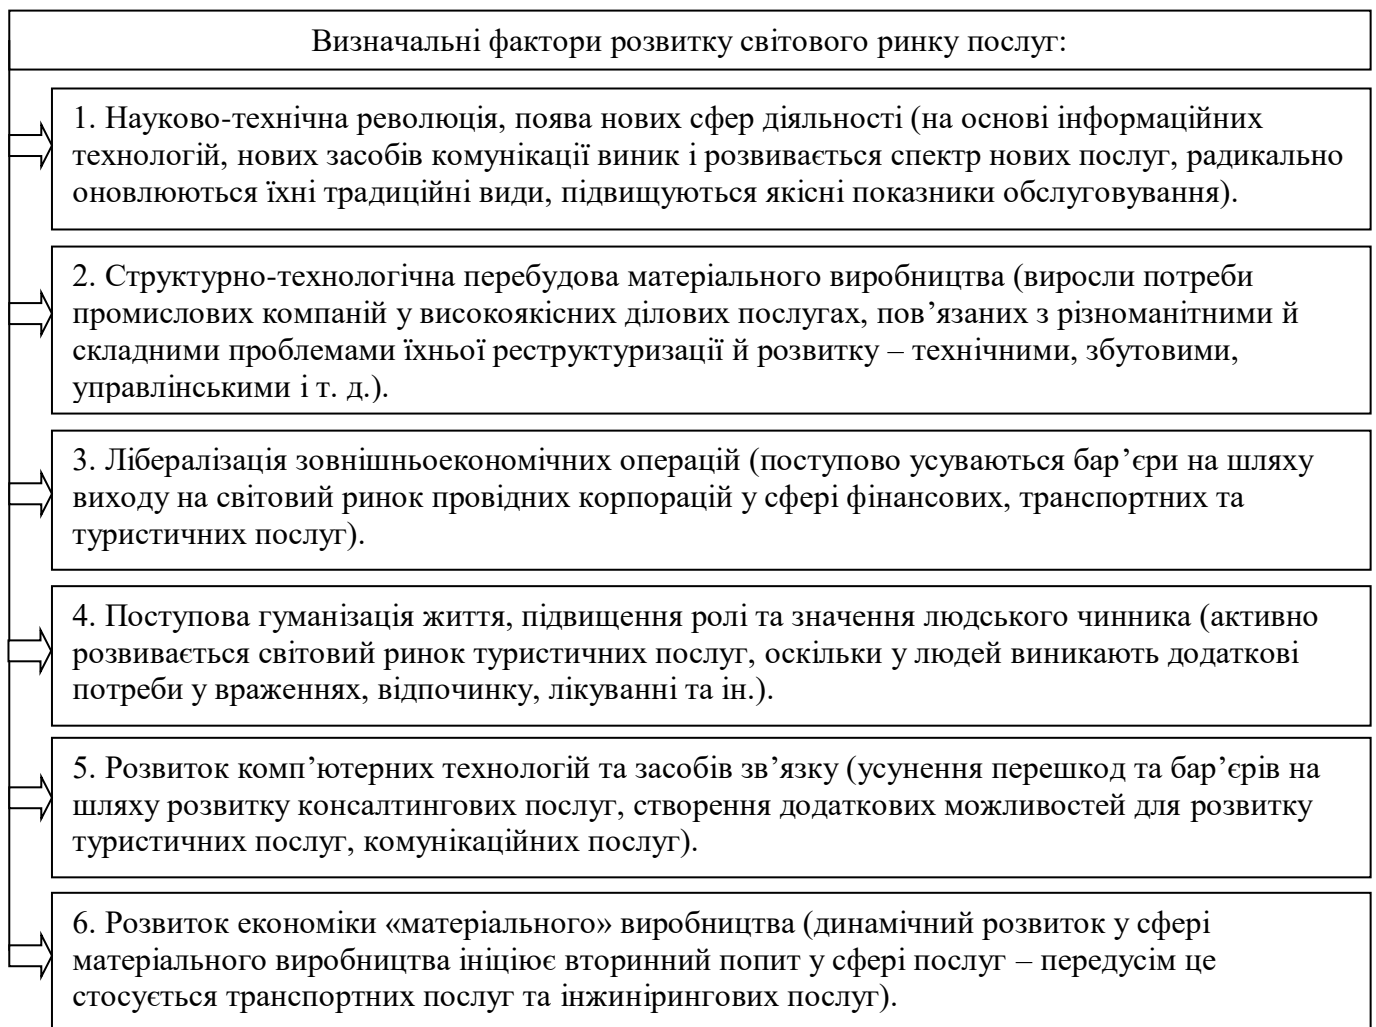 Визначальні фактори розвитку світового ринку послуг:
1. Науково-технічна революція, поява нових сфер діяльності (на основі інформаційних
технологій, нових засобів комунікації виник і розвивається спектр нових послуг, радикально
оновлюються їхні традиційні види, підвищуються якісні показники обслуговування).
2. Структурно-технологічна перебудова матеріального виробництва (виросли потреби
промислових компаній у високоякісних ділових послугах, пов’язаних з різноманітними й
складними проблемами їхньої реструктуризації й розвитку – технічними, збутовими,
управлінськими і т. д.).
3. Лібералізація зовнішньоекономічних операцій (поступово усуваються бар’єри на шляху
виходу на світовий ринок провідних корпорацій у сфері фінансових, транспортних та
туристичних послуг).
4. Поступова гуманізація життя, підвищення ролі та значення людського чинника (активно
розвивається світовий ринок туристичних послуг, оскільки у людей виникають додаткові
потреби у враженнях, відпочинку, лікуванні та ін.).
5. Розвиток комп’ютерних технологій та засобів зв’язку (усунення перешкод та бар’єрів на
шляху розвитку консалтингових послуг, створення додаткових можливостей для розвитку
туристичних послуг, комунікаційних послуг).
6. Розвиток економіки «матеріального» виробництва (динамічний розвиток у сфері
матеріального виробництва ініціює вторинний попит у сфері послуг – передусім це
стосується транспортних послуг та інжинірингових послуг).